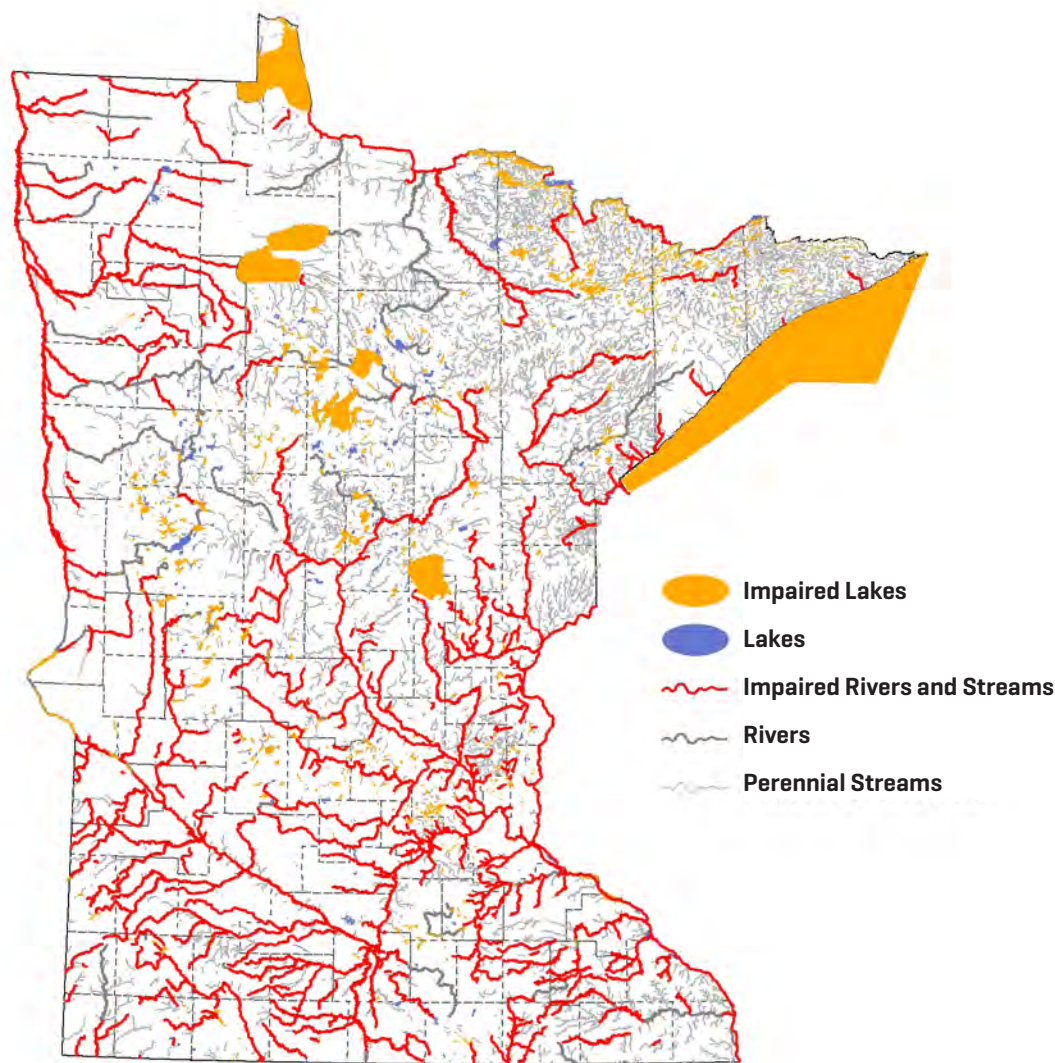 Impaired Lakes
Lakes
Impaired Rivers and Streams
Rivers
Perennial Streams